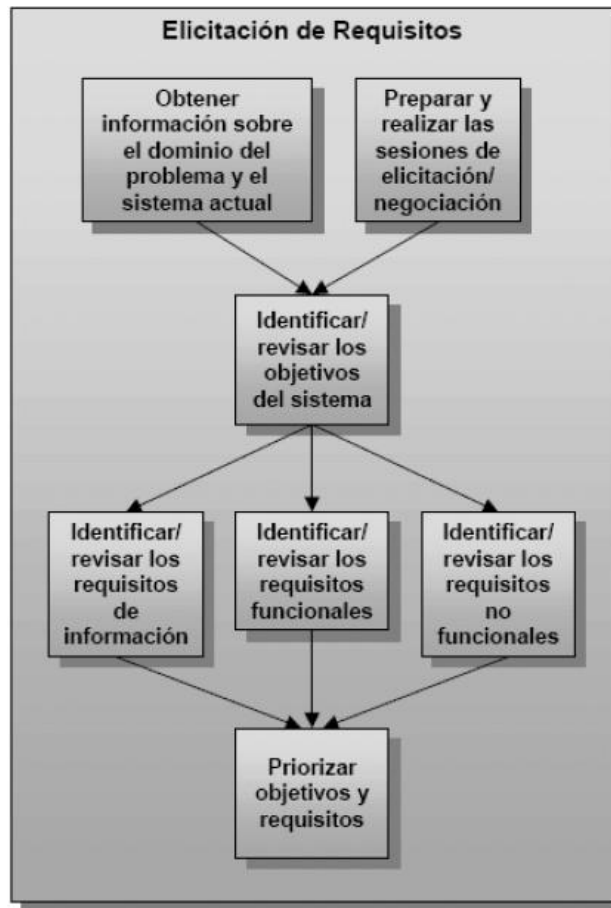 Elicitación de Requisitos
Obtener
información sobre
el dominio del
problema y el
sistema actual
Preparar y
realizar las
sesiones de
elicitación/
negociación
Identificar/
revisar los
objetivos
del sistema
Identificar/
revisar los
requisitos
de
información
Identificar/
revisar los
requisitos
funcionales
Identificar/
revisar los
requisitos
no
funcionales
Priorizar
objetivos y
requisitos